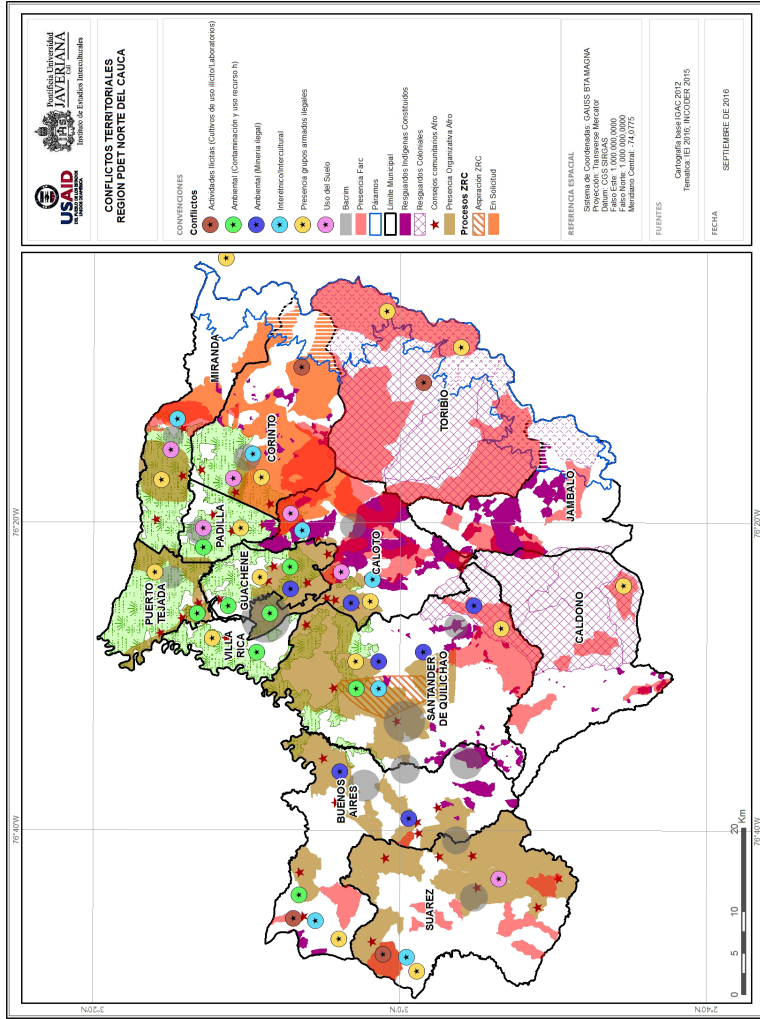 USAID
DEL PUEBLO DE LOS ESTADOS
UNIDOS DE AMÉRICA
Pontificia Universidad
JAVERIANA
Cali
Instituto de Estudios Interculturales
CONFLICTOS TERRITORIALES
REGION PDET NORTE DEL CAUCA
CONVENCIONES
Conflictos
Actividades Ilicitas (Cultivos de uso ilícito/Laboratorios)
Ambiental (Contaminación y uso recurso h)
Ambiental (Minería ilegal)
Interétnico/Intercultural
Presencia grupos armados ilegales
Uso del Suelo
Bacrim
Presencia Farc
Páramos
Límite Municipal
Resguardos Indígenas Constituidos
Resguardos Coloniales
Consejos comunitarios Afro
Presencia Organizativa Afro
Procesos ZRC
Aspiración ZRC
En Solicitud
REFERENCIA ESPACIAL
Sistema de Coordenadas: GAUSS BTA MAGNA
Proyección: Transverse Mercator
Datum: CGS SIRGAS
Falso Este: 1.000.000,0000
Falso Norte: 1.000.000,0000
Meridiano Central: -74,0775
FUENTES
Cartografía base IGAC 2012
Temática: IEI 2016, INCODER 2015
FECHA
SEPTIEMBRE DE 2016
76°40'W
76°20'W
3°20'N
3°0'N
2°40'N
76°40'W
76°20'W
MIRANDA
CORINTO
TORIBIO
PADILLA
JAMBALO
PUERTO
TEJADA
GUACHENE
CALOTO
VILLA
RICA
CALDONO
SANTANDER
DE QUILICHAO
BUENOS
AIRES
SUAREZ
0
5
10
20
Km